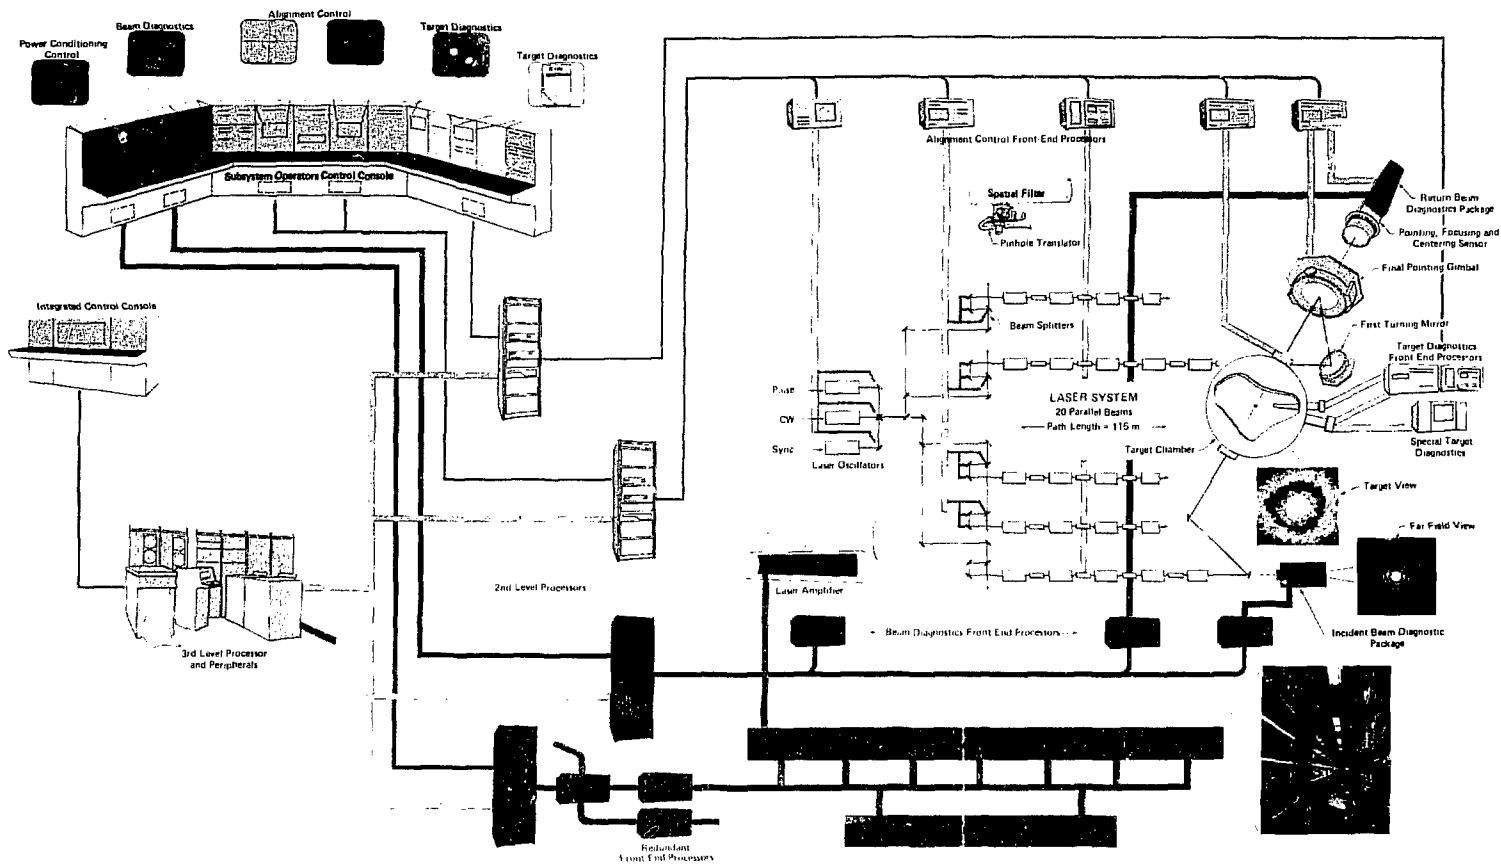 Power Conditioning
Control
Beam Diagnostics
Alignment Control
Target Diagnostics
Target Diagnostics
Subsystem Operators Control Console
Integrated Control Console
3rd Level Processor
and Peripherals
2nd Level Processors
Alignment Control Front-End Processors
Spatial Filter
Pinhole Translator
Return Beam
Diagnostics Package
Pointing, Focusing and
Centering Sensor
Final Pointing Gimbal
First Turning Mirror
Target Diagnostics
Front End Processors
Beam Splitters
Pulse
CW
Sync
Laser Oscillators
LASER SYSTEM
20 Parallel Beams
Path Length = 115 m
Target Chamber
Special Target
Diagnostics
Target View
Far Field View
Laser Amplifier
Beam Diagnostics Front End Processors
Incident Beam Diagnostic
Package
Redundant
Front End Processors